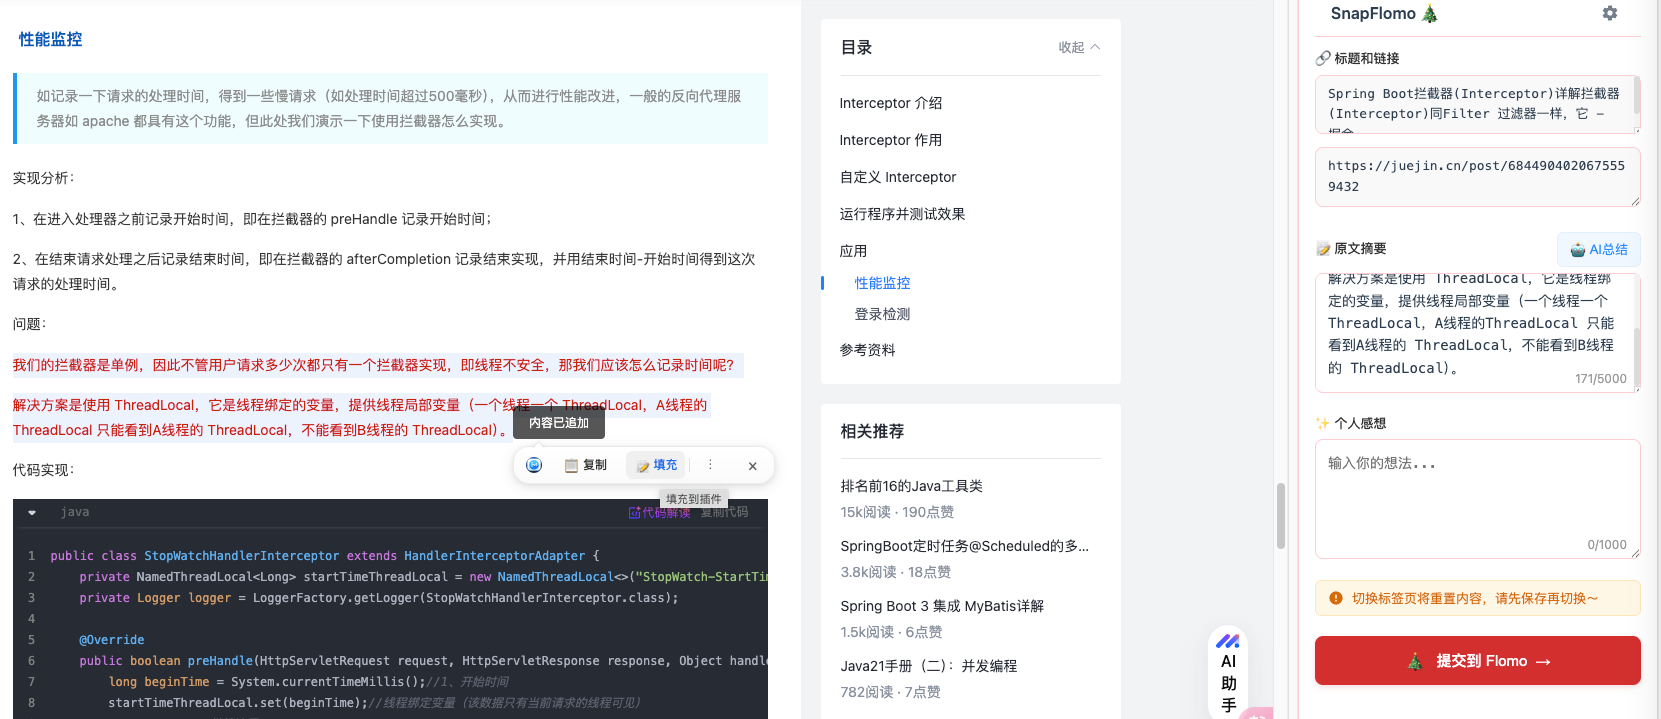 性能监控
如记录一下请求的处理时间，得到一些慢请求（如处理时间超过500毫秒），从而进行性能改进，一般的反向代理服
务器如 apache 都具有这个功能，但此处我们演示一下使用拦截器怎么实现。
实现分析：
1、在进入处理器之前记录开始时间，即在拦截器的 preHandle 记录开始时间；
2、在结束请求处理之后记录结束时间，即在拦截器的 afterCompletion 记录结束实现，并用结束时间-开始时间得到这次
请求的处理时间。
问题：
我们的拦截器是单例，因此不管用户请求多少次都只有一个拦截器实现，即线程不安全，那我们应该怎么记录时间呢？
解决方案是使用 ThreadLocal，它是线程绑定的变量，提供线程局部变量（一个线程一个 ThreadLocal，A线程的
ThreadLocal 只能看到A线程的 ThreadLocal，不能看到B线程的 ThreadLocal）。
内容已追加
复制
填充
填充到插件
代码实现：
java
代码解读
复制代码
1 public class StopWatchHandlerInterceptor extends HandlerInterceptorAdapter {
2 private NamedThreadLocal<Long> startTimeThreadLocal = new NamedThreadLocal<>("StopWatch-StartTim
3 private Logger logger = LoggerFactory.getLogger(StopWatchHandlerInterceptor.class);
4
5 @Override
6 public boolean preHandle(HttpServletRequest request, HttpServletResponse response, Object handle
7 long beginTime = System.currentTimeMillis();//1、开始时间
8 startTimeThreadLocal.set(beginTime);//线程绑定变量（该数据只有当前请求的线程可见）
目录
收起
Interceptor 介绍
Interceptor 作用
自定义 Interceptor
运行程序并测试效果
应用
性能监控
登录检测
参考资料
相关推荐
排名前16的Java工具类
15k阅读 · 190点赞
SpringBoot定时任务@Scheduled的多...
3.8k阅读 · 18点赞
Spring Boot 3 集成 MyBatis详解
1.5k阅读 · 6点赞
Java21手册（二）：并发编程
782阅读 · 7点赞
AI
助
手
SnapFlomo
标题和链接
Spring Boot拦截器(Interceptor)详解拦截器
(Interceptor)同Filter 过滤器一样，它 –
掘金
https://juejin.cn/post/684490402067555
9432
原文摘要
AI总结
解决方案是使用 ThreadLocal，它是线程绑
定的变量，提供线程局部变量（一个线程一个
ThreadLocal，A线程的ThreadLocal 只能
看到A线程的 ThreadLocal，不能看到B线程
的 ThreadLocal）。
171/5000
个人感想
输入你的想法...
0/1000
切换标签页将重置内容，请先保存再切换～
提交到 Flomo →